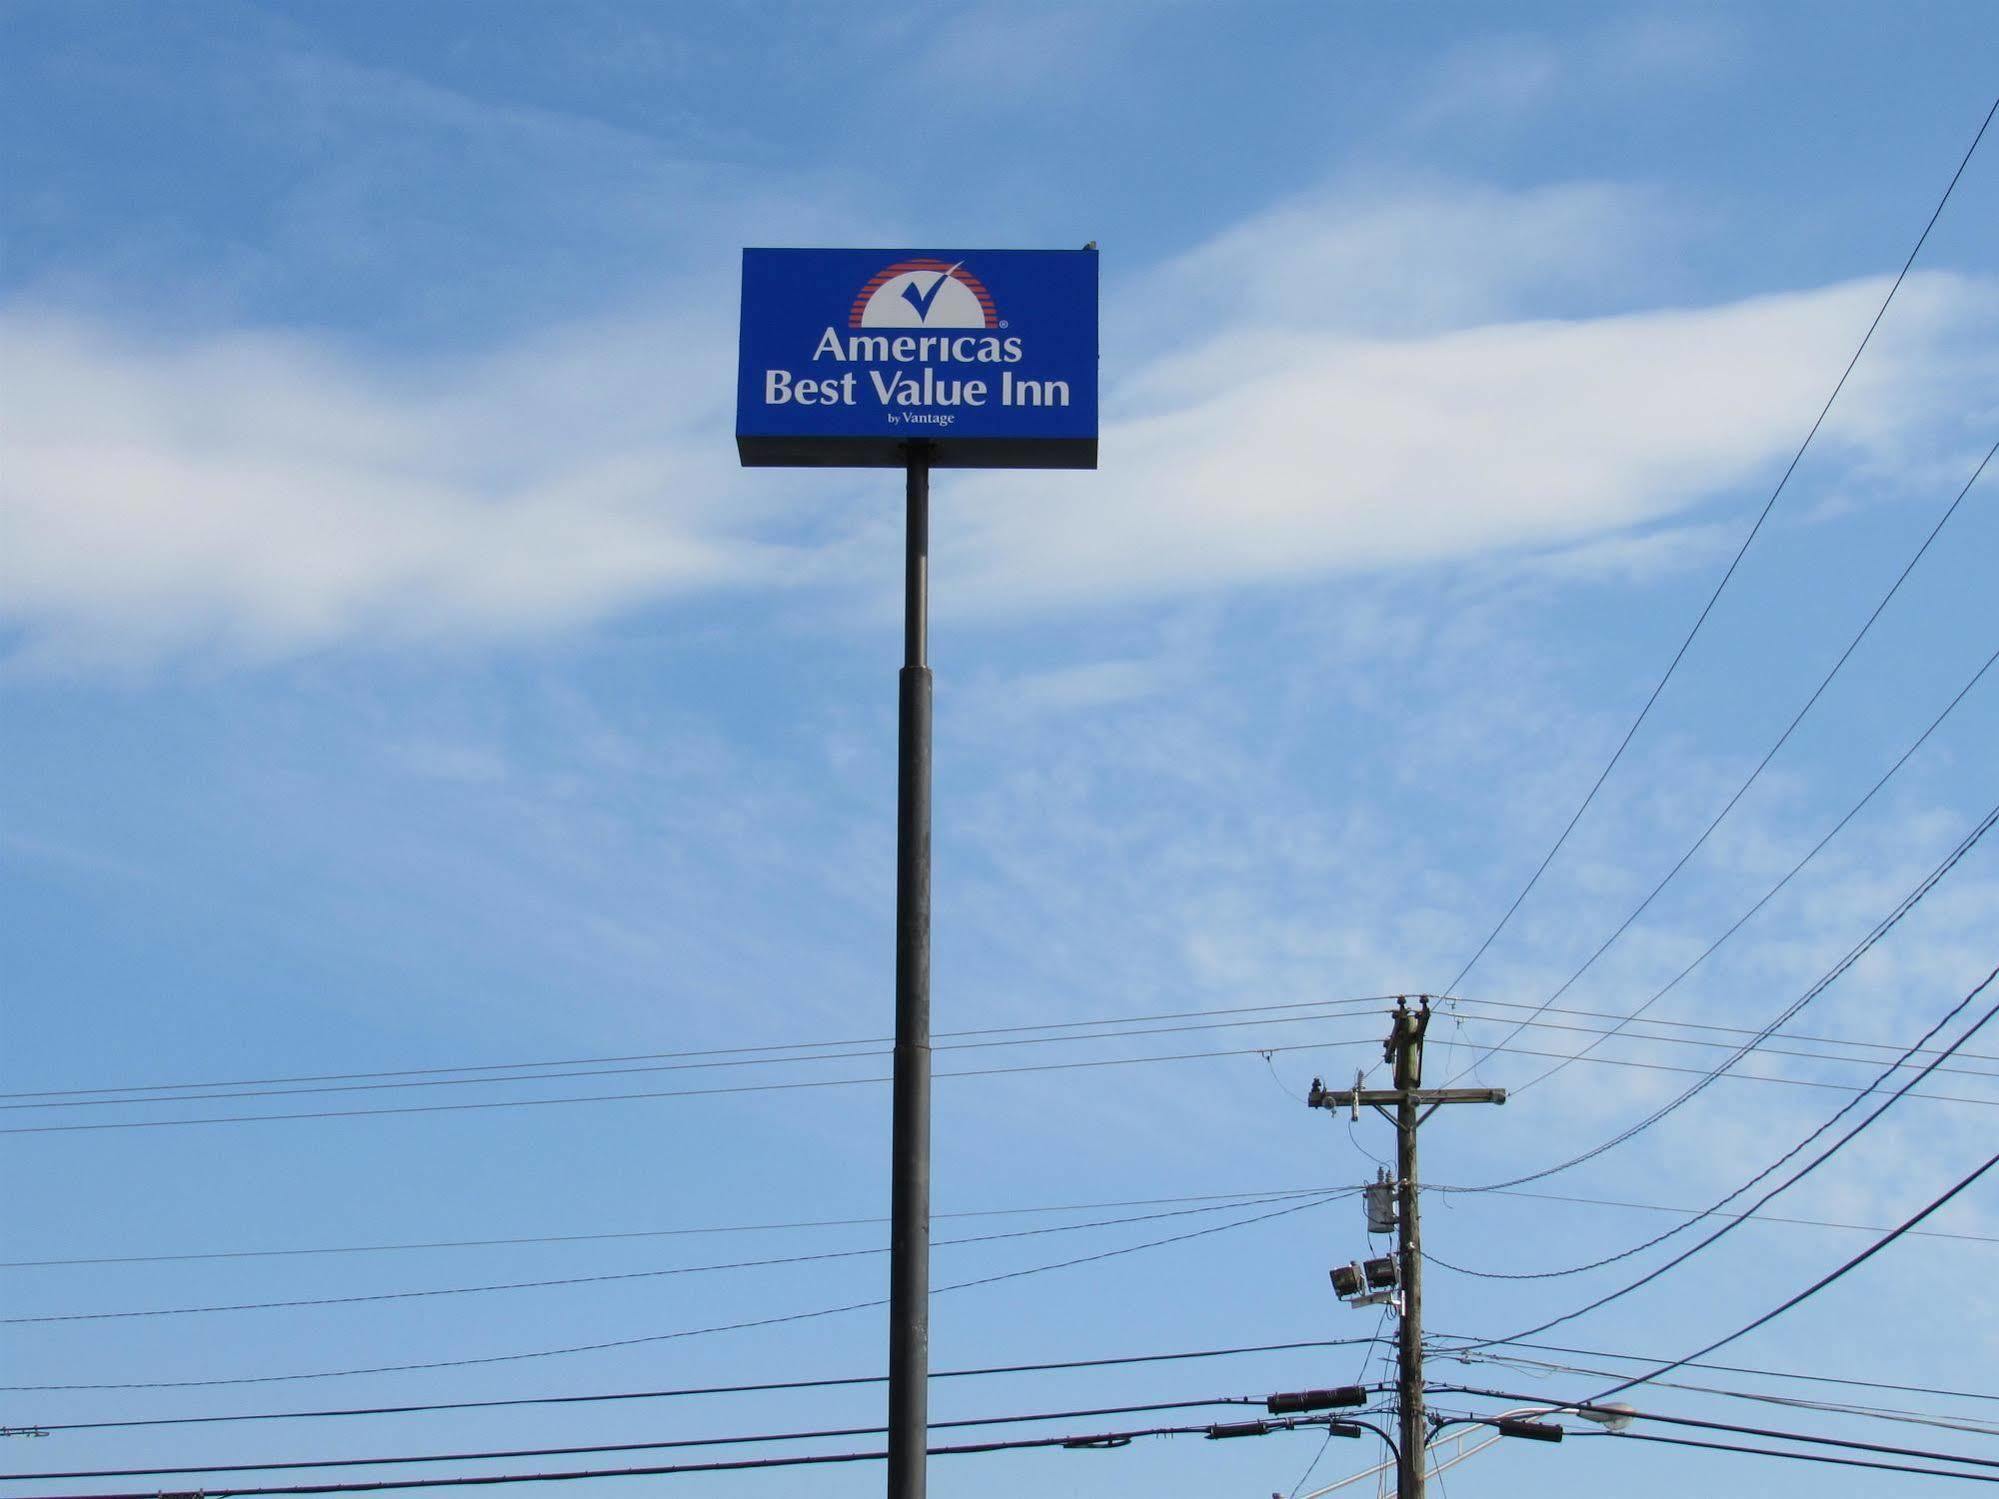 Americas
Best Value Inn
by Vantage